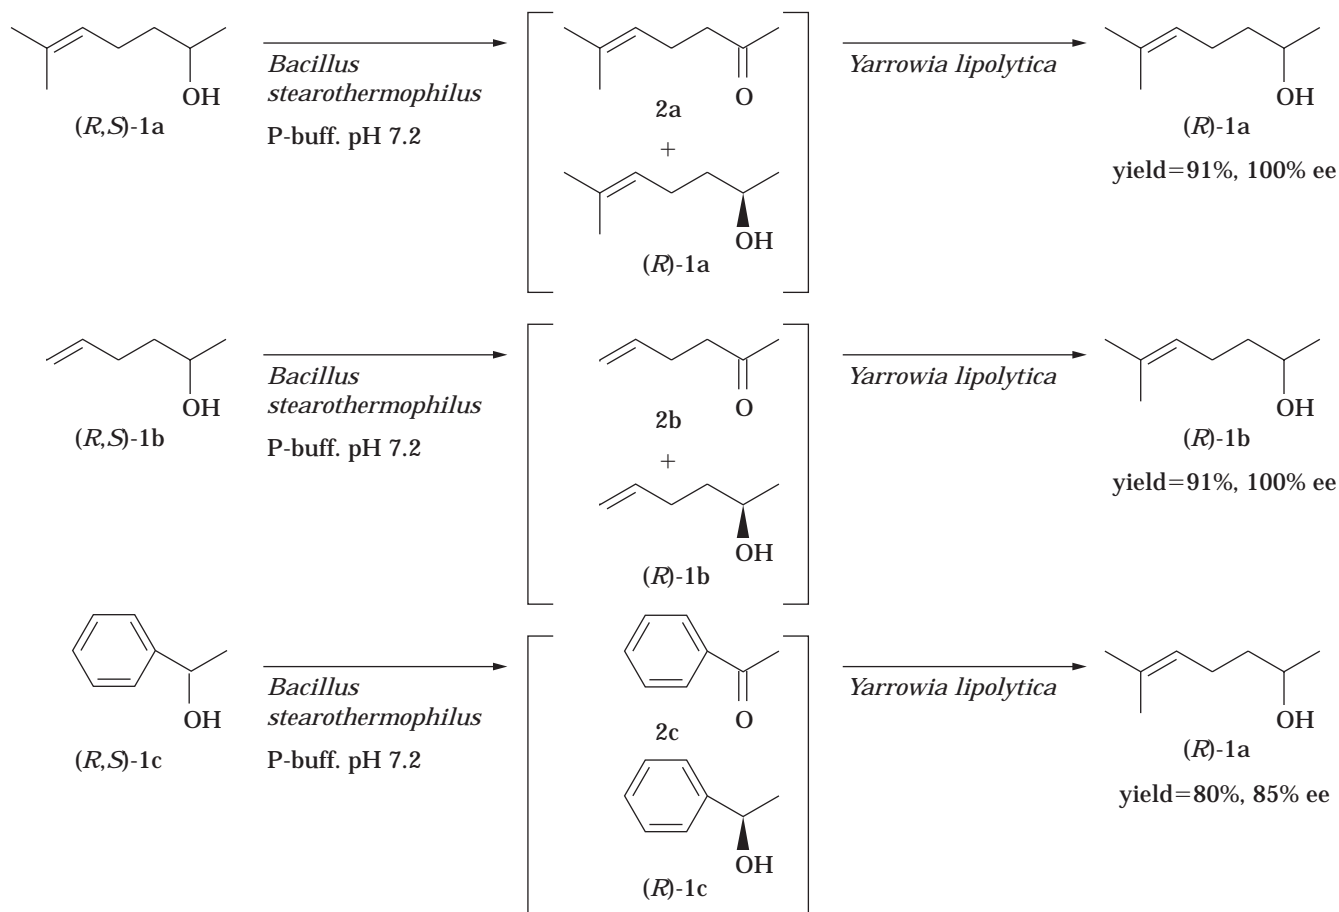 OH
(R,S)-1a
Bacillus
stearothermophilus
P-buff. pH 7.2
O
2a
+
OH
(R)-1a
Yarrowia lipolytica
OH
(R)-1a
yield=91%, 100% ee
OH
(R,S)-1b
Bacillus
stearothermophilus
P-buff. pH 7.2
O
2b
+
OH
(R)-1b
Yarrowia lipolytica
OH
(R)-1b
yield=91%, 100% ee
OH
(R,S)-1c
Bacillus
stearothermophilus
P-buff. pH 7.2
O
2c
OH
(R)-1c
Yarrowia lipolytica
OH
(R)-1a
yield=80%, 85% ee